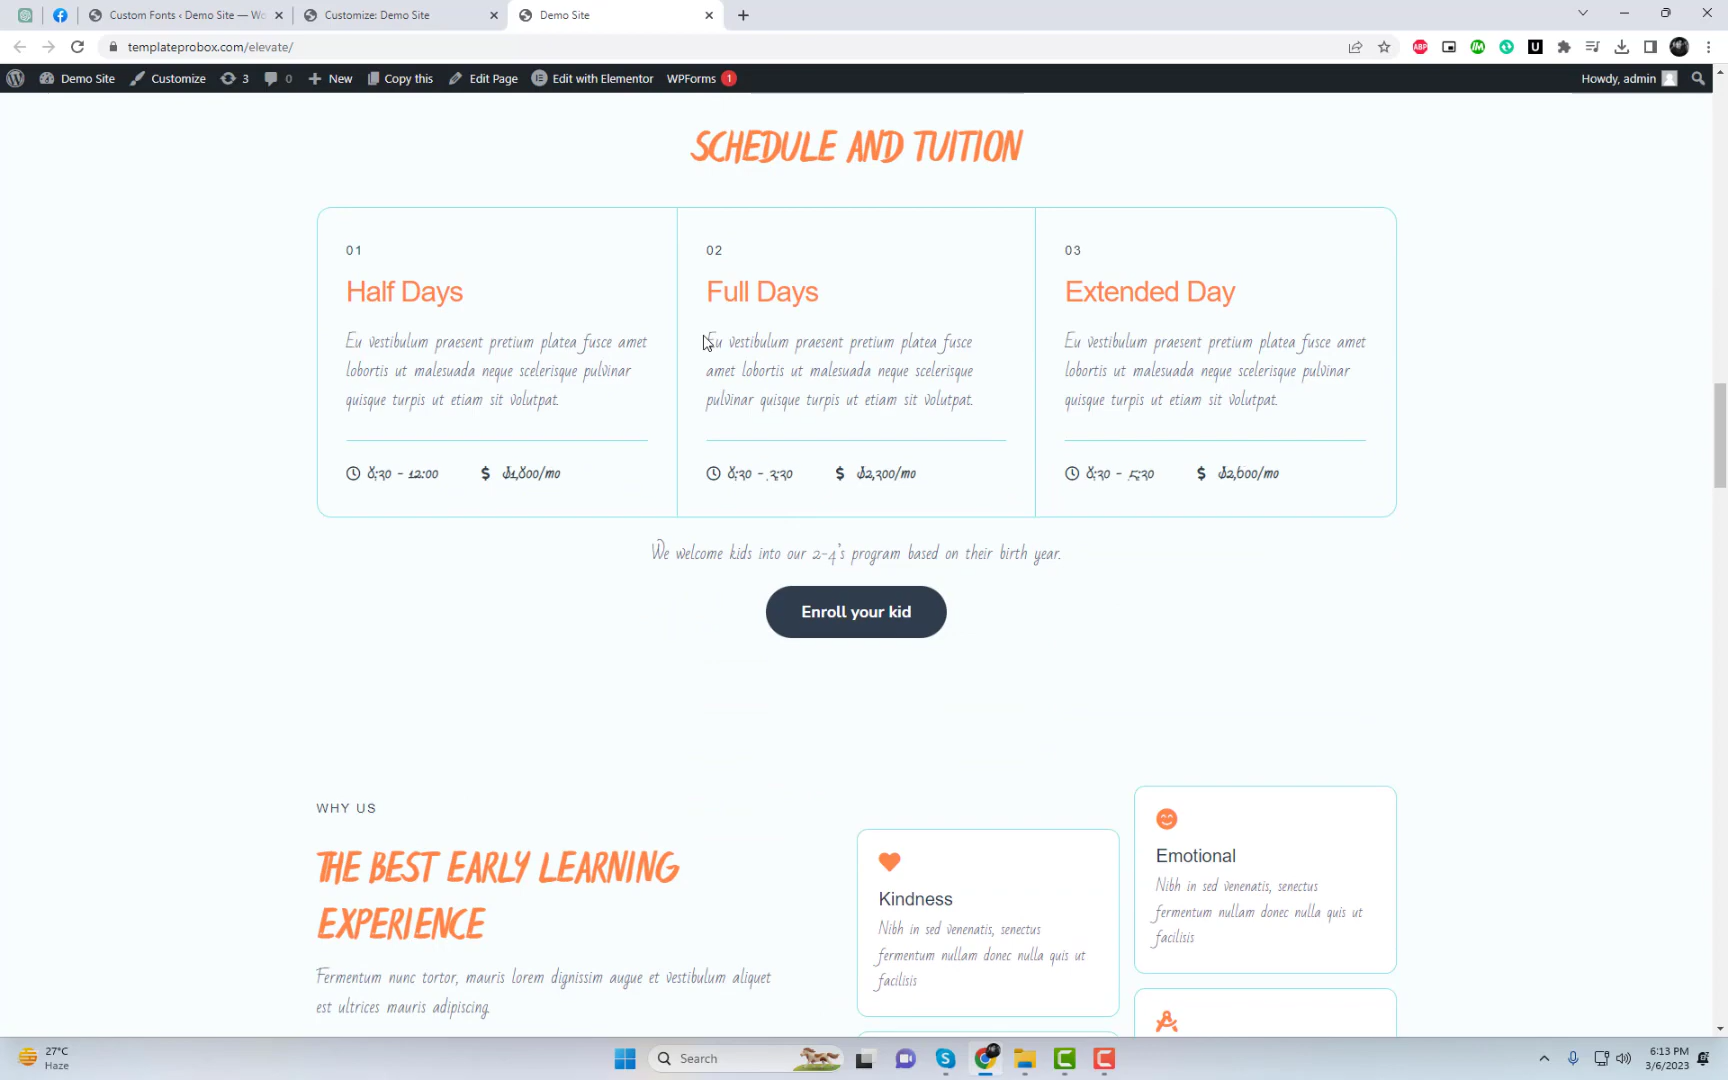 Custom Fonts ‹ Demo Site — Wo
Customize: Demo Site
Demo Site
templateprobox.com/elevate/
Demo Site
Customize
3
0
New
Copy this
Edit Page
Edit with Elementor
WPForms
1
Howdy, admin
SCHEDULE AND TUITION
01
Half Days
Eu vestibulum praesent pretium platea fusce amet
lobortis ut malesuada neque scelerisque pulvinar
quisque turpis ut etiam sit volutpat.
8:30 - 12:00
$1,800/mo
02
Full Days
Eu vestibulum praesent pretium platea fusce
amet lobortis ut malesuada neque scelerisque
pulvinar quisque turpis ut etiam sit volutpat.
8:30 - 3:30
$2,300/mo
03
Extended Day
Eu vestibulum praesent pretium platea fusce amet
lobortis ut malesuada neque scelerisque pulvinar
quisque turpis ut etiam sit volutpat.
8:30 - 5:30
$2,600/mo
We welcome kids into our 2-4's program based on their birth year.
Enroll your kid
WHY US
THE BEST EARLY LEARNING
EXPERIENCE
Fermentum nunc tortor, mauris lorem dignissim augue et vestibulum aliquet
est ultrices mauris adipiscing.
Kindness
Nibh in sed venenatis, senectus
fermentum nullam donec nulla quis ut
facilisis
Emotional
Nibh in sed venenatis, senectus
fermentum nullam donec nulla quis ut
facilisis
27°C
Haze
Search
6:13 PM
3/6/2023